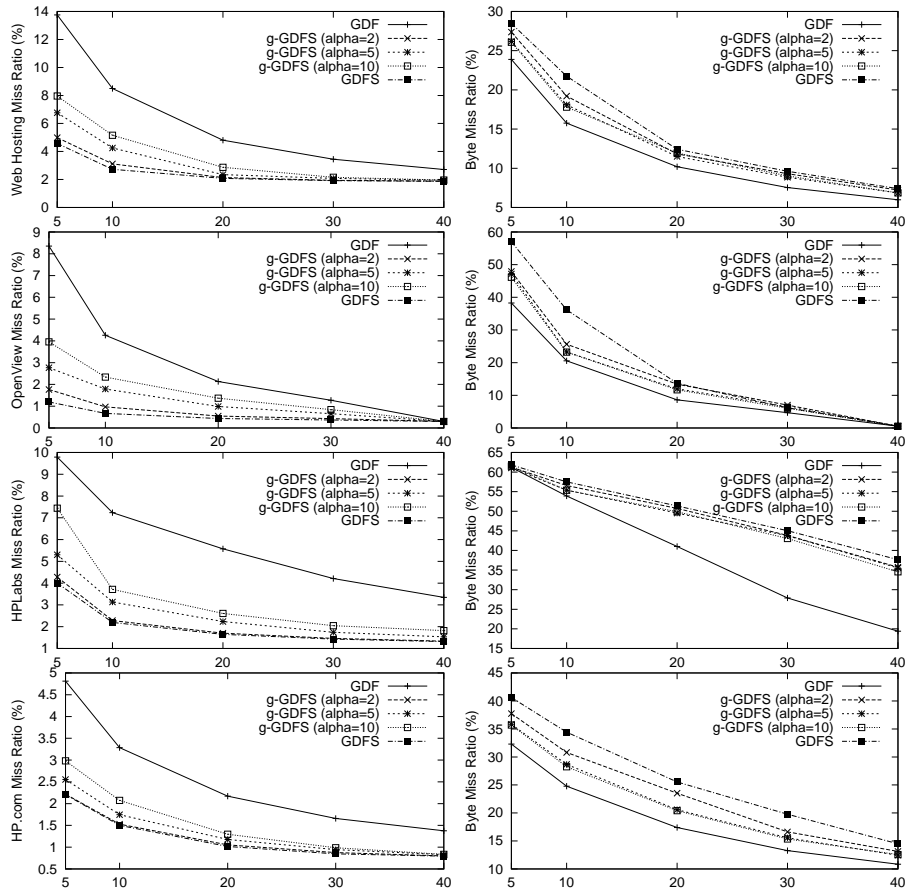 Web Hosting Miss Ratio (%)
14
12
10
8
6
4
2
0
5
10
20
30
40
GDF
g-GDFS (alpha=2)
g-GDFS (alpha=5)
g-GDFS (alpha=10)
GDFS
Byte Miss Ratio (%)
30
25
20
15
10
5
5
10
20
30
40
GDF
g-GDFS (alpha=2)
g-GDFS (alpha=5)
g-GDFS (alpha=10)
GDFS
OpenView Miss Ratio (%)
9
8
7
6
5
4
3
2
1
0
5
10
20
30
40
GDF
g-GDFS (alpha=2)
g-GDFS (alpha=5)
g-GDFS (alpha=10)
GDFS
Byte Miss Ratio (%)
60
50
40
30
20
10
0
5
10
20
30
40
GDF
g-GDFS (alpha=2)
g-GDFS (alpha=5)
g-GDFS (alpha=10)
GDFS
HPLabs Miss Ratio (%)
10
9
8
7
6
5
4
3
2
1
5
10
20
30
40
GDF
g-GDFS (alpha=2)
g-GDFS (alpha=5)
g-GDFS (alpha=10)
GDFS
Byte Miss Ratio (%)
65
60
55
50
45
40
35
30
25
20
15
5
10
20
30
40
GDF
g-GDFS (alpha=2)
g-GDFS (alpha=5)
g-GDFS (alpha=10)
GDFS
HP.com Miss Ratio (%)
5
4.5
4
3.5
3
2.5
2
1.5
1
0.5
5
10
20
30
40
GDF
g-GDFS (alpha=2)
g-GDFS (alpha=5)
g-GDFS (alpha=10)
GDFS
Byte Miss Ratio (%)
45
40
35
30
25
20
15
10
5
10
20
30
40
GDF
g-GDFS (alpha=2)
g-GDFS (alpha=5)
g-GDFS (alpha=10)
GDFS